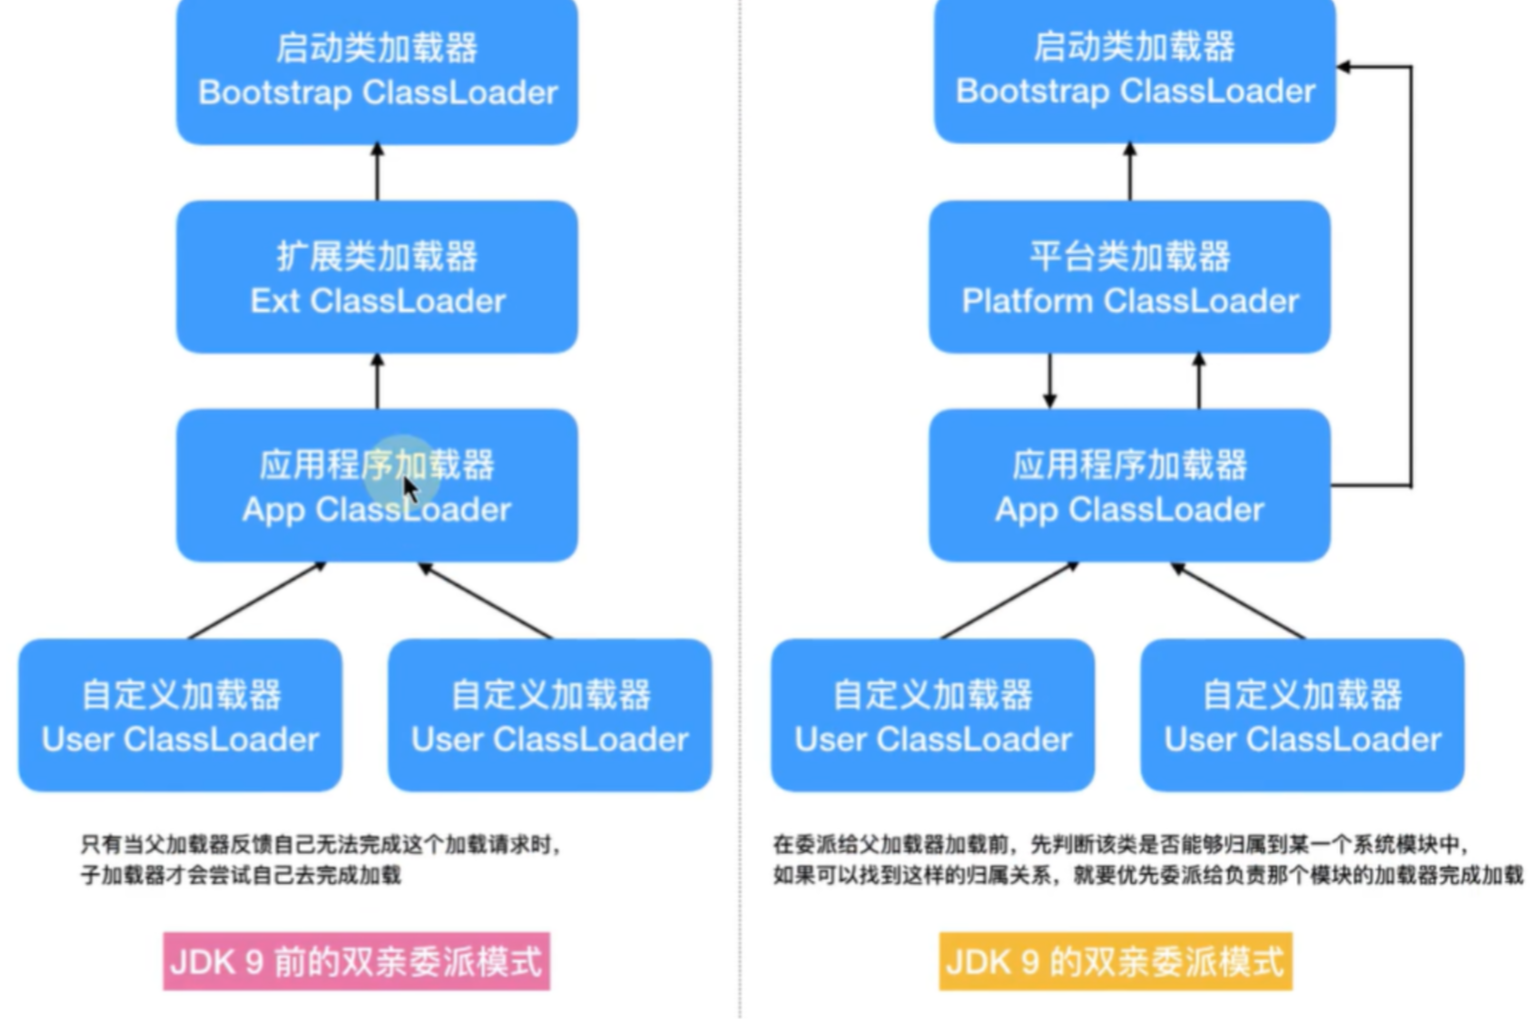 启动类加载器
Bootstrap ClassLoader
扩展类加载器
Ext ClassLoader
应用程序加载器
App ClassLoader
自定义加载器
User ClassLoader
自定义加载器
User ClassLoader
只有当父加载器反馈自己无法完成这个加载请求时，
子加载器才会尝试自己去完成加载
JDK 9 前的双亲委派模式
启动类加载器
Bootstrap ClassLoader
平台类加载器
Platform ClassLoader
应用程序加载器
App ClassLoader
自定义加载器
User ClassLoader
自定义加载器
User ClassLoader
在委派给父加载器加载前，先判断该类是否能够归属到某一个系统模块中，
如果可以找到这样的归属关系，就要优先委派给负责那个模块的加载器完成加载
JDK 9 的双亲委派模式